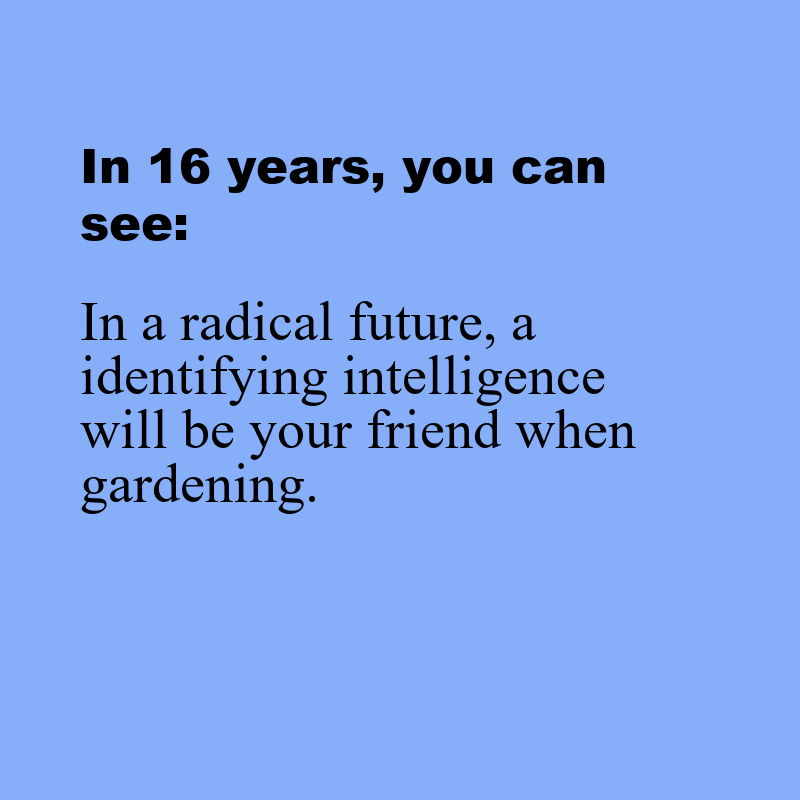 In 16 years, you can
see:
In a radical future, a
identifying intelligence
will be your friend when
gardening.